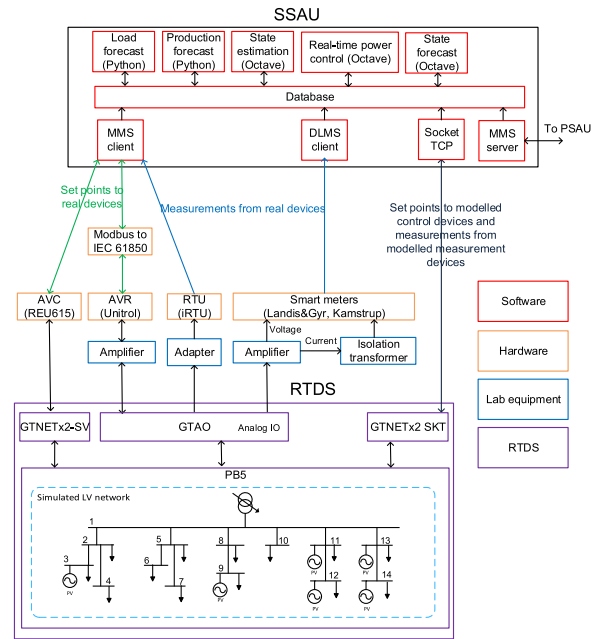 SSAU
Load
forecast
(Python)
Production
forecast
(Python)
State
estimation
(Octave)
Real-time power
control (Octave)
State
forecast
(Octave)
Database
MMS
client
DLMS
client
Socket
TCP
MMS
server
To PSAU
Set points to
real devices
Measurements from real devices
Set points to modelled
control devices and
measurements from
modelled measurement
devices
Modbus to
IEC 61850
AVC
(REU615)
AVR
(Unitrol)
RTU
(iRTU)
Smart meters
(Landis&Gyr, Kamstrup)
Voltage
Current
Amplifier
Adapter
Amplifier
Isolation
transformer
Software
Hardware
Lab equipment
RTDS
RTDS
GTNETx2-SV
GTAO
Analog IO
GTNETx2 SKT
PB5
Simulated LV network
1
2
5
8
10
11
13
3
6
9
PV
PV
4
7
12
14
PV
PV
PV
PV